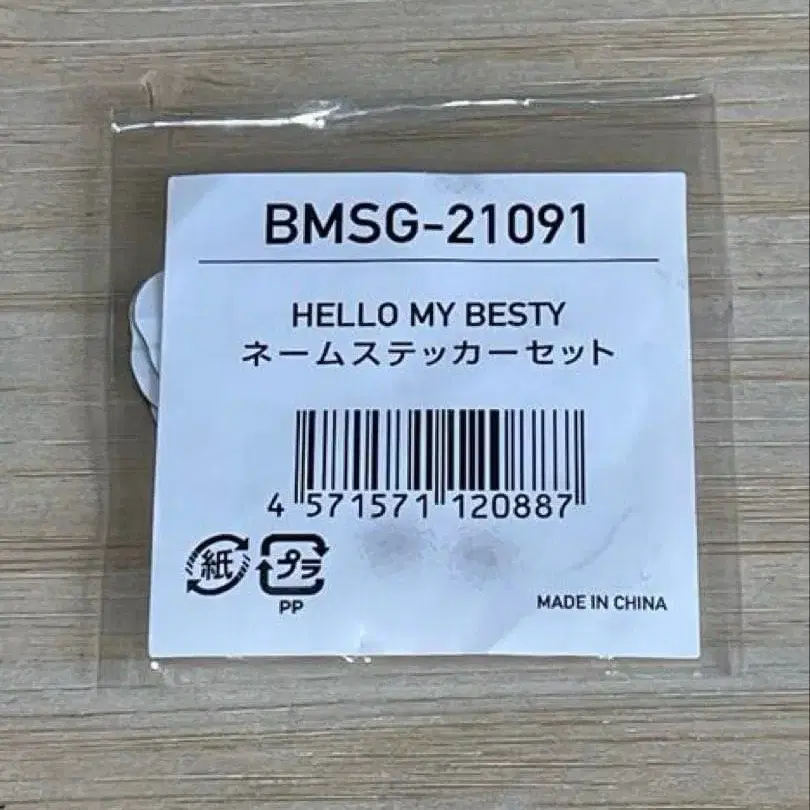 BMSG-21091
HELLO MY BESTY
ネームステッカーセット
4 571571 120887
紙
プラ
PP
MADE IN CHINA